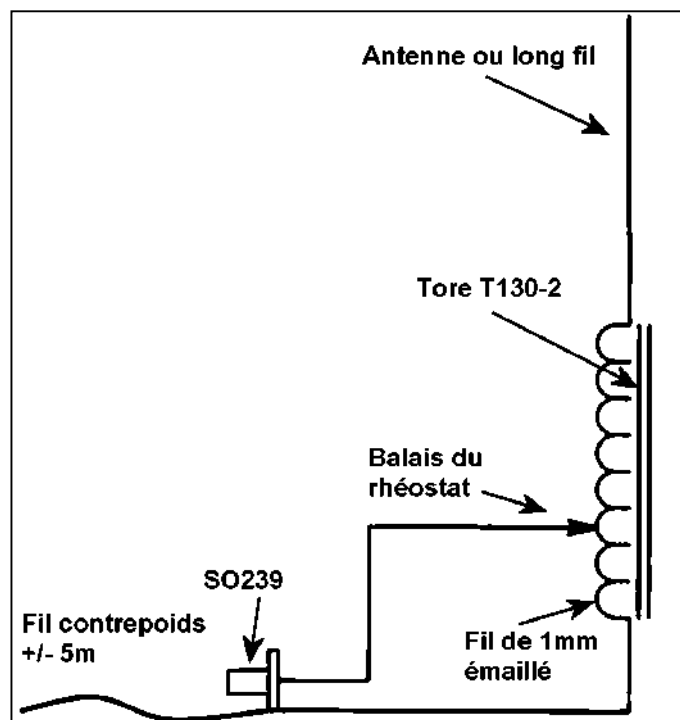 Antenne ou long fil
Tore T130-2
Balais du
rhéostat
SO239
Fil contrepoids
+/- 5m
Fil de 1mm
émaillé